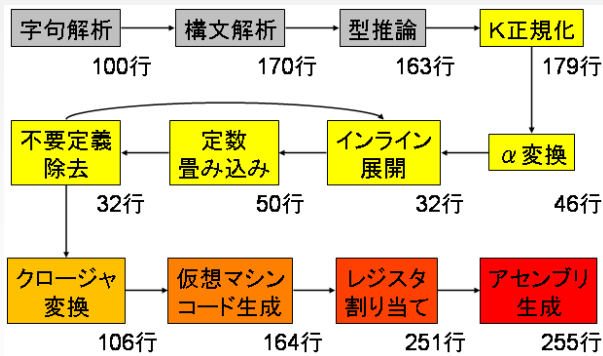 字句解析
構文解析
型推論
K正規化
100行
170行
163行
179行
不要定義
除去
定数
畳み込み
インライン
展開
α変換
32行
50行
32行
46行
クロージャ
変換
仮想マシン
コード生成
レジスタ
割り当て
アセンブリ
生成
106行
164行
251行
255行